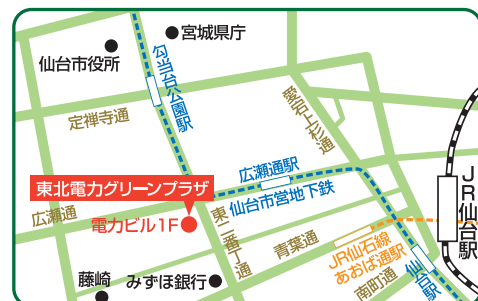 宮城県庁
仙台市役所
勾当台公園駅
愛宕上杉通
定禅寺通
広瀬通駅
東北電力グリーンプラザ
仙台市営地下鉄
JR仙台駅
広瀬通
電力ビル1F
東二番丁通
青葉通
JR仙石線
あおば通駅
仙台駅
藤崎
みずほ銀行
南町通